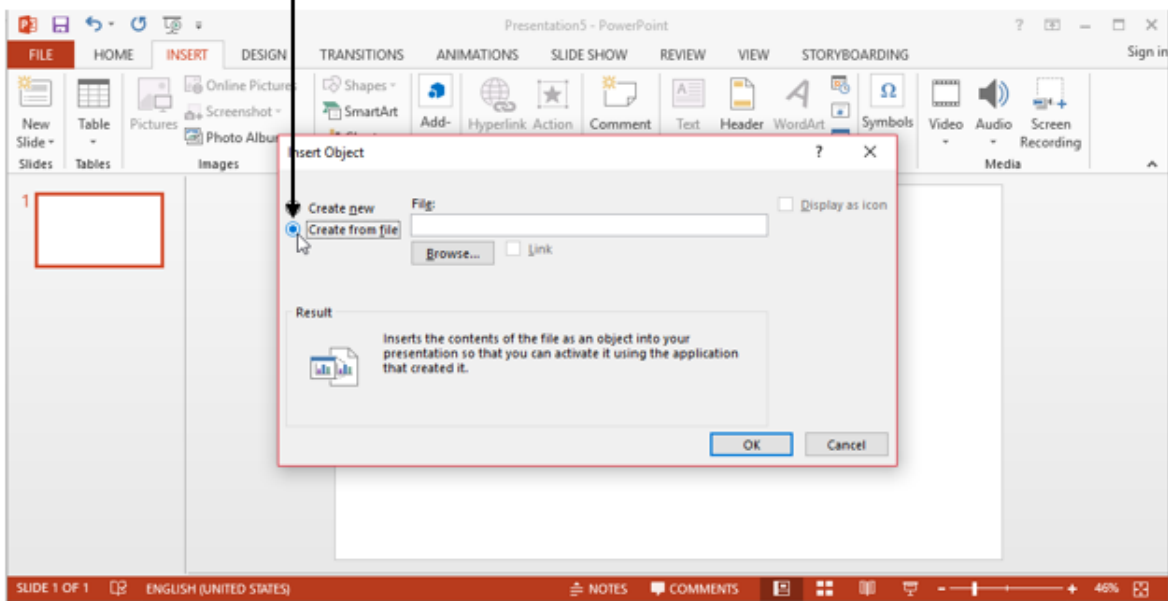 Presentation5 - PowerPoint
?
Sign in
FILE HOME INSERT DESIGN TRANSITIONS ANIMATIONS SLIDE SHOW REVIEW VIEW STORYBOARDING
New Slide
Table
Pictures
Online Pictures
Screenshot
Photo Albu
Shapes
SmartArt
Add-
Hyperlink
Action
Comment
Text
Header
WordArt
Symbols
Video
Audio
Screen Recording
Slides
Tables
Images
Media
1
Insert Object
?
Create new
Create from file
File:
Browse...
Link
Display as icon
Result
Inserts the contents of the file as an object into your
presentation so that you can activate it using the application
that created it.
OK
Cancel
SLIDE 1 OF 1 ENGLISH (UNITED STATES) NOTES COMMENTS 46%